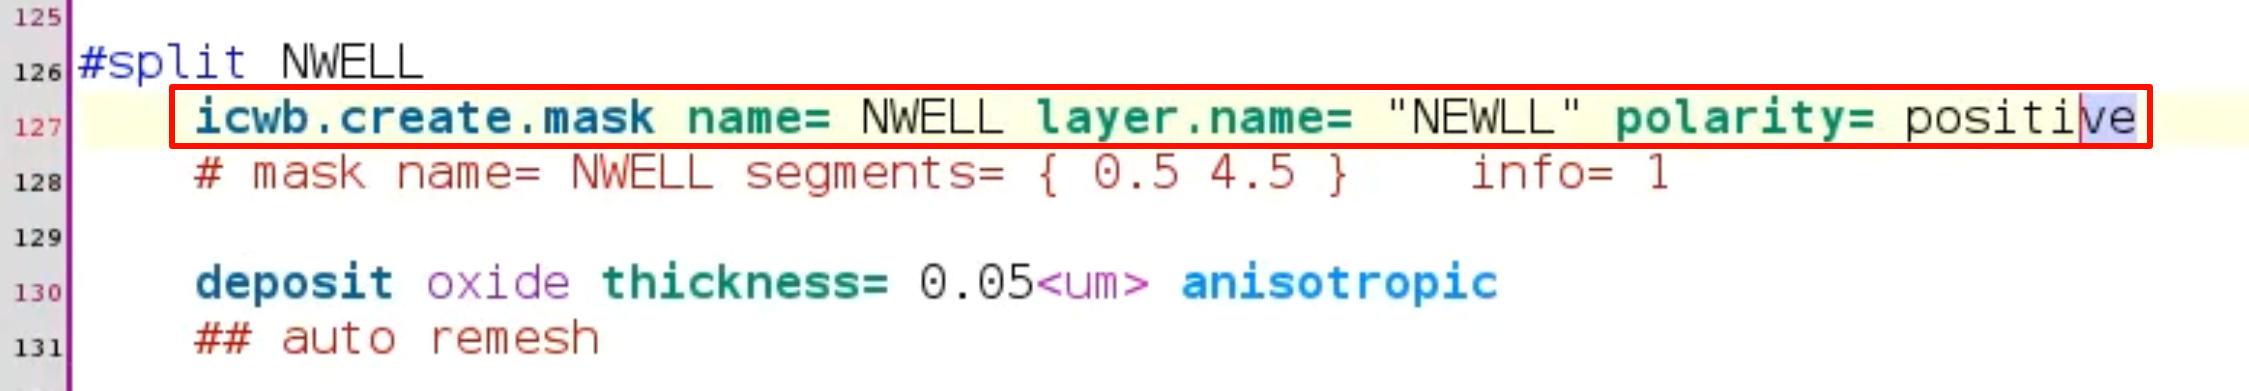 125
126 #split NWELL
127 icwb.create.mask name= NWELL layer.name= "NEWLL" polarity= positive
128 # mask name= NWELL segments= { 0.5 4.5 } info= 1
129
130 deposit oxide thickness= 0.05<um> anisotropic
131 ## auto remesh